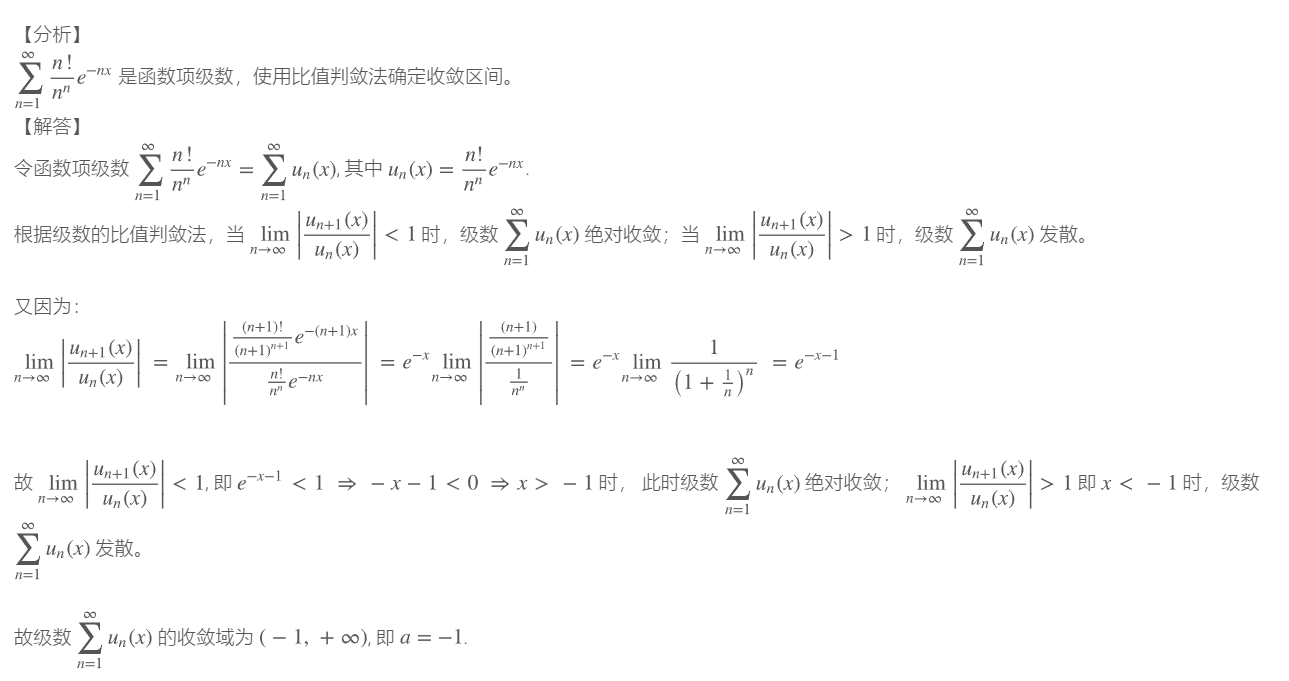 【分析】
$\sum_{n=1}^{\infty} \frac{n!}{n^n} e^{-nx}$ 是函数项级数，使用比值判敛法确定收敛区间。
【解答】
令函数项级数 $\sum_{n=1}^{\infty} \frac{n!}{n^n} e^{-nx} = \sum_{n=1}^{\infty} u_n(x)$, 其中 $u_n(x) = \frac{n!}{n^n} e^{-nx}$.
根据级数的比值判敛法，当 $\lim_{n\to\infty} \left|\frac{u_{n+1}(x)}{u_n(x)}\right| < 1$ 时，级数 $\sum_{n=1}^{\infty} u_n(x)$ 绝对收敛；当 $\lim_{n\to\infty} \left|\frac{u_{n+1}(x)}{u_n(x)}\right| > 1$ 时，级数 $\sum_{n=1}^{\infty} u_n(x)$ 发散。
又因为：
$\lim_{n\to\infty} \left|\frac{u_{n+1}(x)}{u_n(x)}\right| = \lim_{n\to\infty} \left|\frac{\frac{(n+1)!}{(n+1)^{n+1}} e^{-(n+1)x}}{\frac{n!}{n^n} e^{-nx}}\right| = e^{-x} \lim_{n\to\infty} \left|\frac{\frac{(n+1)}{(n+1)^{n+1}}}{\frac{1}{n^n}}\right| = e^{-x} \lim_{n\to\infty} \frac{1}{\left(1+\frac{1}{n}\right)^n} = e^{-x-1}$
故 $\lim_{n\to\infty} \left|\frac{u_{n+1}(x)}{u_n(x)}\right| < 1$, 即 $e^{-x-1} < 1 \Rightarrow -x-1 < 0 \Rightarrow x > -1$ 时， 此时级数 $\sum_{n=1}^{\infty} u_n(x)$ 绝对收敛； $\lim_{n\to\infty} \left|\frac{u_{n+1}(x)}{u_n(x)}\right| > 1$ 即 $x < -1$ 时，级数
$\sum_{n=1}^{\infty} u_n(x)$ 发散。
故级数 $\sum_{n=1}^{\infty} u_n(x)$ 的收敛域为 $(-1, +\infty)$, 即 $a = -1$.